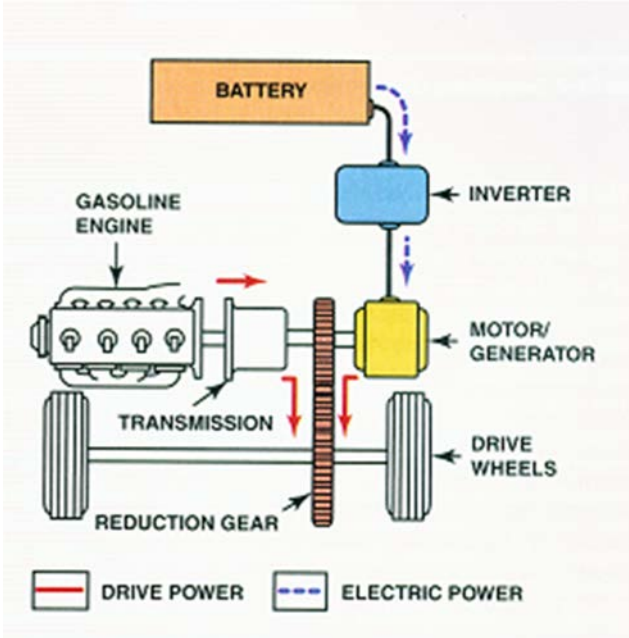 BATTERY
INVERTER
GASOLINE
ENGINE
MOTOR/
GENERATOR
TRANSMISSION
DRIVE
WHEELS
REDUCTION GEAR
DRIVE POWER
ELECTRIC POWER